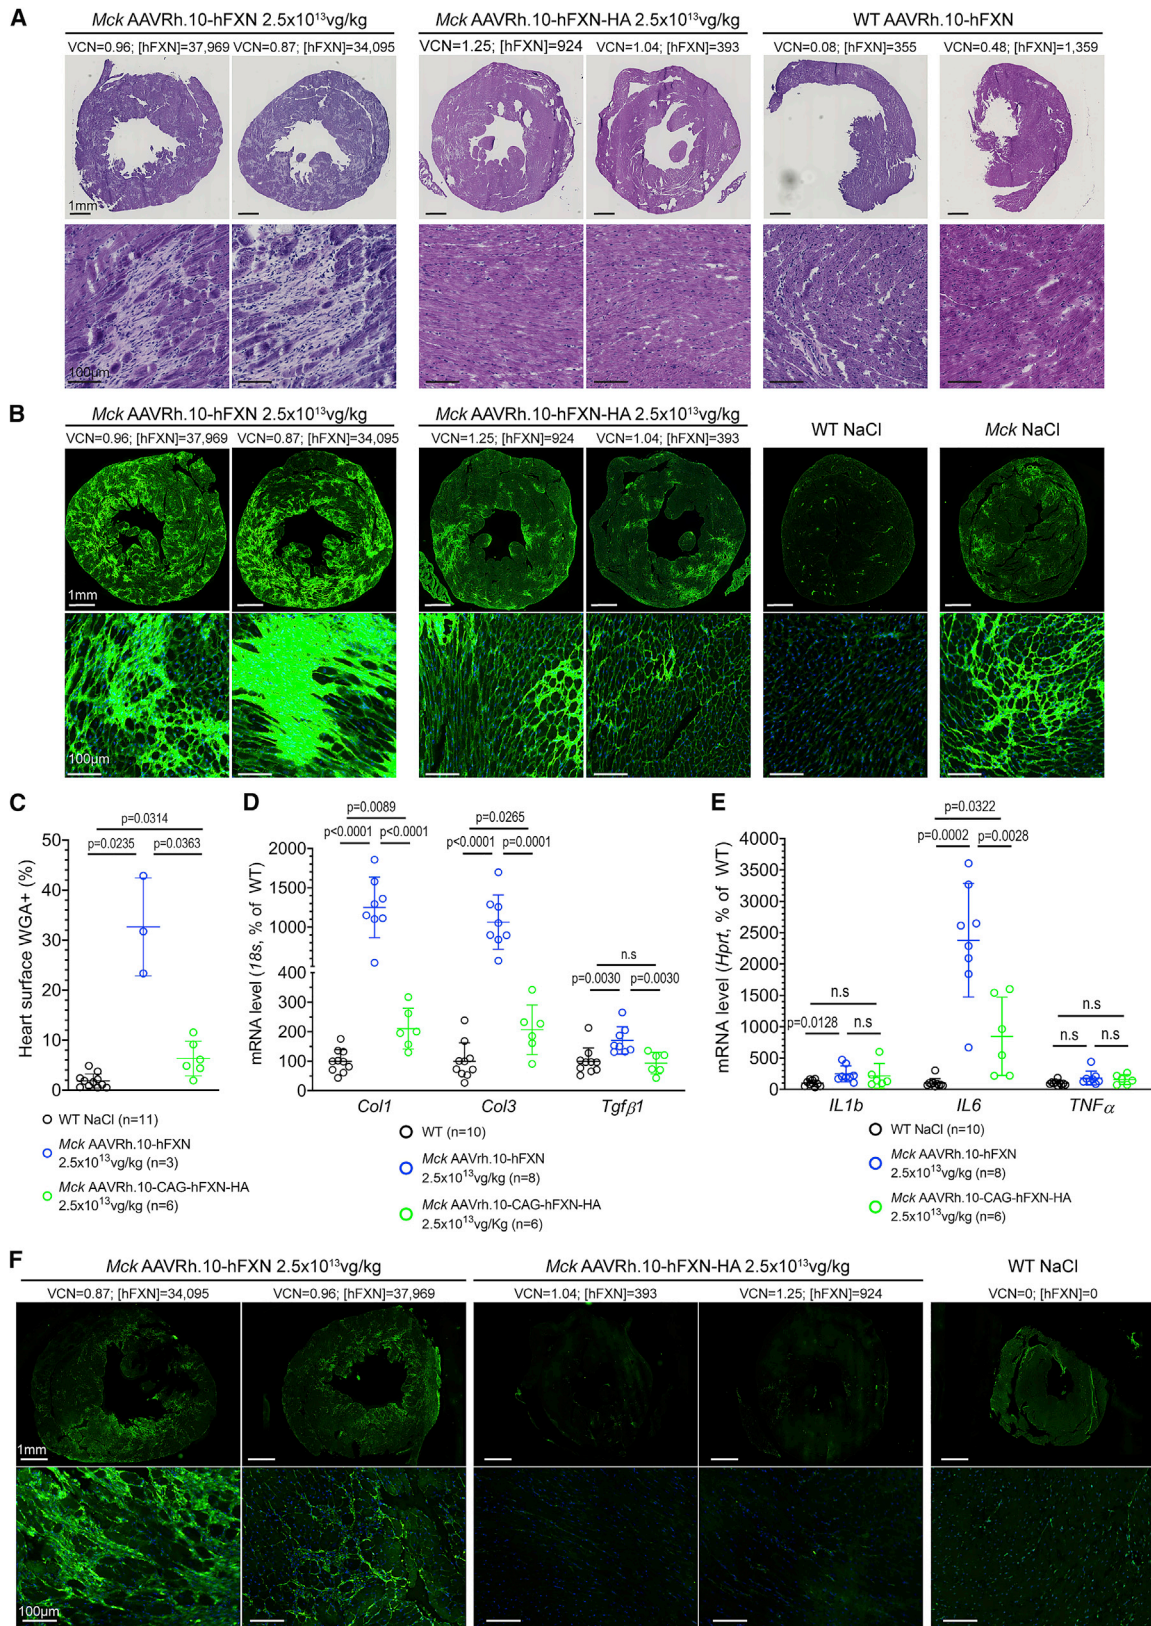 A
Mck AAVRh.10-hFXN 2.5x10¹³vg/kg
Mck AAVRh.10-hFXN-HA 2.5x10¹³vg/kg
WT AAVRh.10-hFXN
VCN=0.96; [hFXN]=37,969
VCN=0.87; [hFXN]=34,095
VCN=1.25; [hFXN]=924
VCN=1.04; [hFXN]=393
VCN=0.08; [hFXN]=355
VCN=0.48; [hFXN]=1,359
1mm
100µm
B
Mck AAVRh.10-hFXN 2.5x10¹³vg/kg
Mck AAVRh.10-hFXN-HA 2.5x10¹³vg/kg
VCN=0.96; [hFXN]=37,969
VCN=0.87; [hFXN]=34,095
VCN=1.25; [hFXN]=924
VCN=1.04; [hFXN]=393
WT NaCl
Mck NaCl
1mm
100µm
C
p=0.0314
p=0.0235
p=0.0363
Heart surface WGA+ (%)
50
40
30
20
10
0
WT NaCl (n=11)
Mck AAVRh.10-hFXN
2.5x10¹³vg/kg (n=3)
Mck AAVRh.10-CAG-hFXN-HA
2.5x10¹³vg/kg (n=6)
D
p=0.0089
p<0.0001
p<0.0001
p=0.0265
p<0.0001
p=0.0001
n.s
p=0.0030
p=0.0030
mRNA level (18s, % of WT)
2000
1500
1000
400
300
200
100
0
Col1
Col3
Tgfβ1
WT (n=10)
Mck AAVrh.10-hFXN
2.5x10¹³vg/kg (n=8)
Mck AAVrh.10-CAG-hFXN-HA
2.5x10¹³vg/Kg (n=6)
E
p=0.0322
p=0.0002
p=0.0028
n.s
p=0.0128
n.s
n.s
n.s
n.s
mRNA level (Hprt, % of WT)
4000
3500
3000
2500
2000
1500
1000
500
0
IL1b
IL6
TNFα
WT NaCl (n=10)
Mck AAVRh.10-hFXN
2.5x10¹³vg/kg (n=8)
Mck AAVRh.10-CAG-hFXN-HA
2.5x10¹³vg/kg (n=6)
F
Mck AAVRh.10-hFXN 2.5x10¹³vg/kg
Mck AAVRh.10-hFXN-HA 2.5x10¹³vg/kg
WT NaCl
VCN=0.87; [hFXN]=34,095
VCN=0.96; [hFXN]=37,969
VCN=1.04; [hFXN]=393
VCN=1.25; [hFXN]=924
VCN=0; [hFXN]=0
1mm
100µm